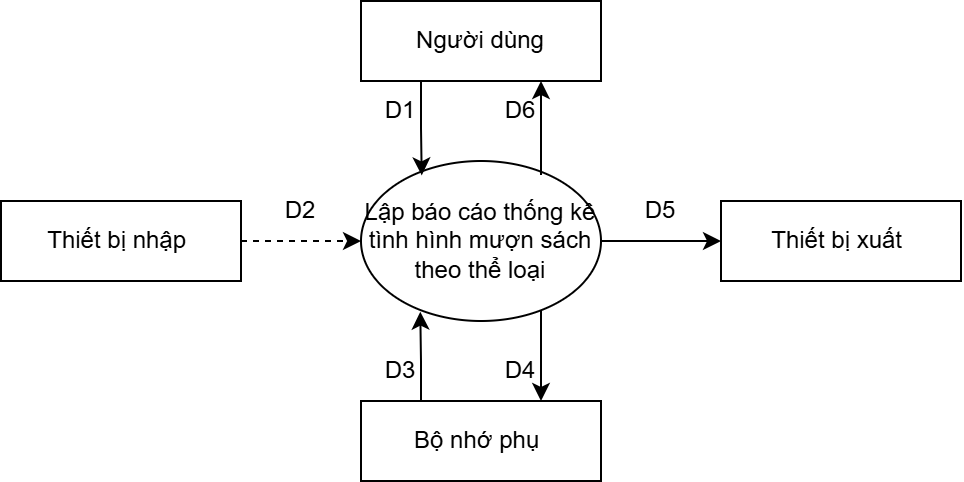 Người dùng
D1
D6
Thiết bị nhập
D2
Lập báo cáo thống kê
tình hình mượn sách
theo thể loại
D5
Thiết bị xuất
D3
D4
Bộ nhớ phụ